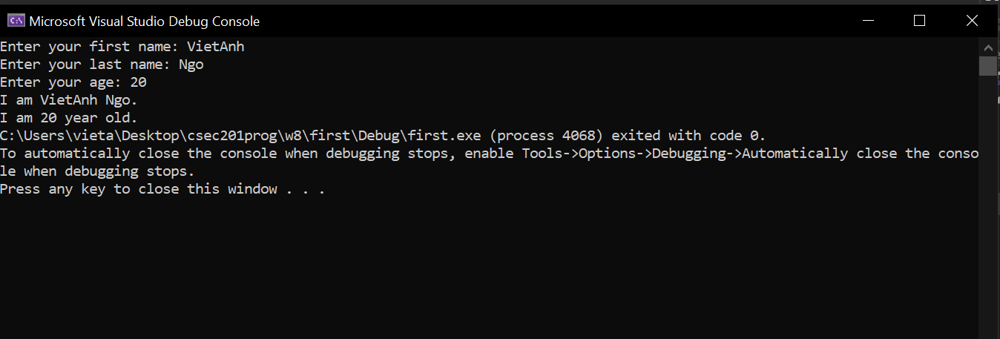 Microsoft Visual Studio Debug Console
Enter your first name: VietAnh
Enter your last name: Ngo
Enter your age: 20
I am VietAnh Ngo.
I am 20 year old.
C:\Users\vieta\Desktop\csec201prog\w8\first\Debug\first.exe (process 4068) exited with code 0.
To automatically close the console when debugging stops, enable Tools->Options->Debugging->Automatically close the conso
le when debugging stops.
Press any key to close this window . . .